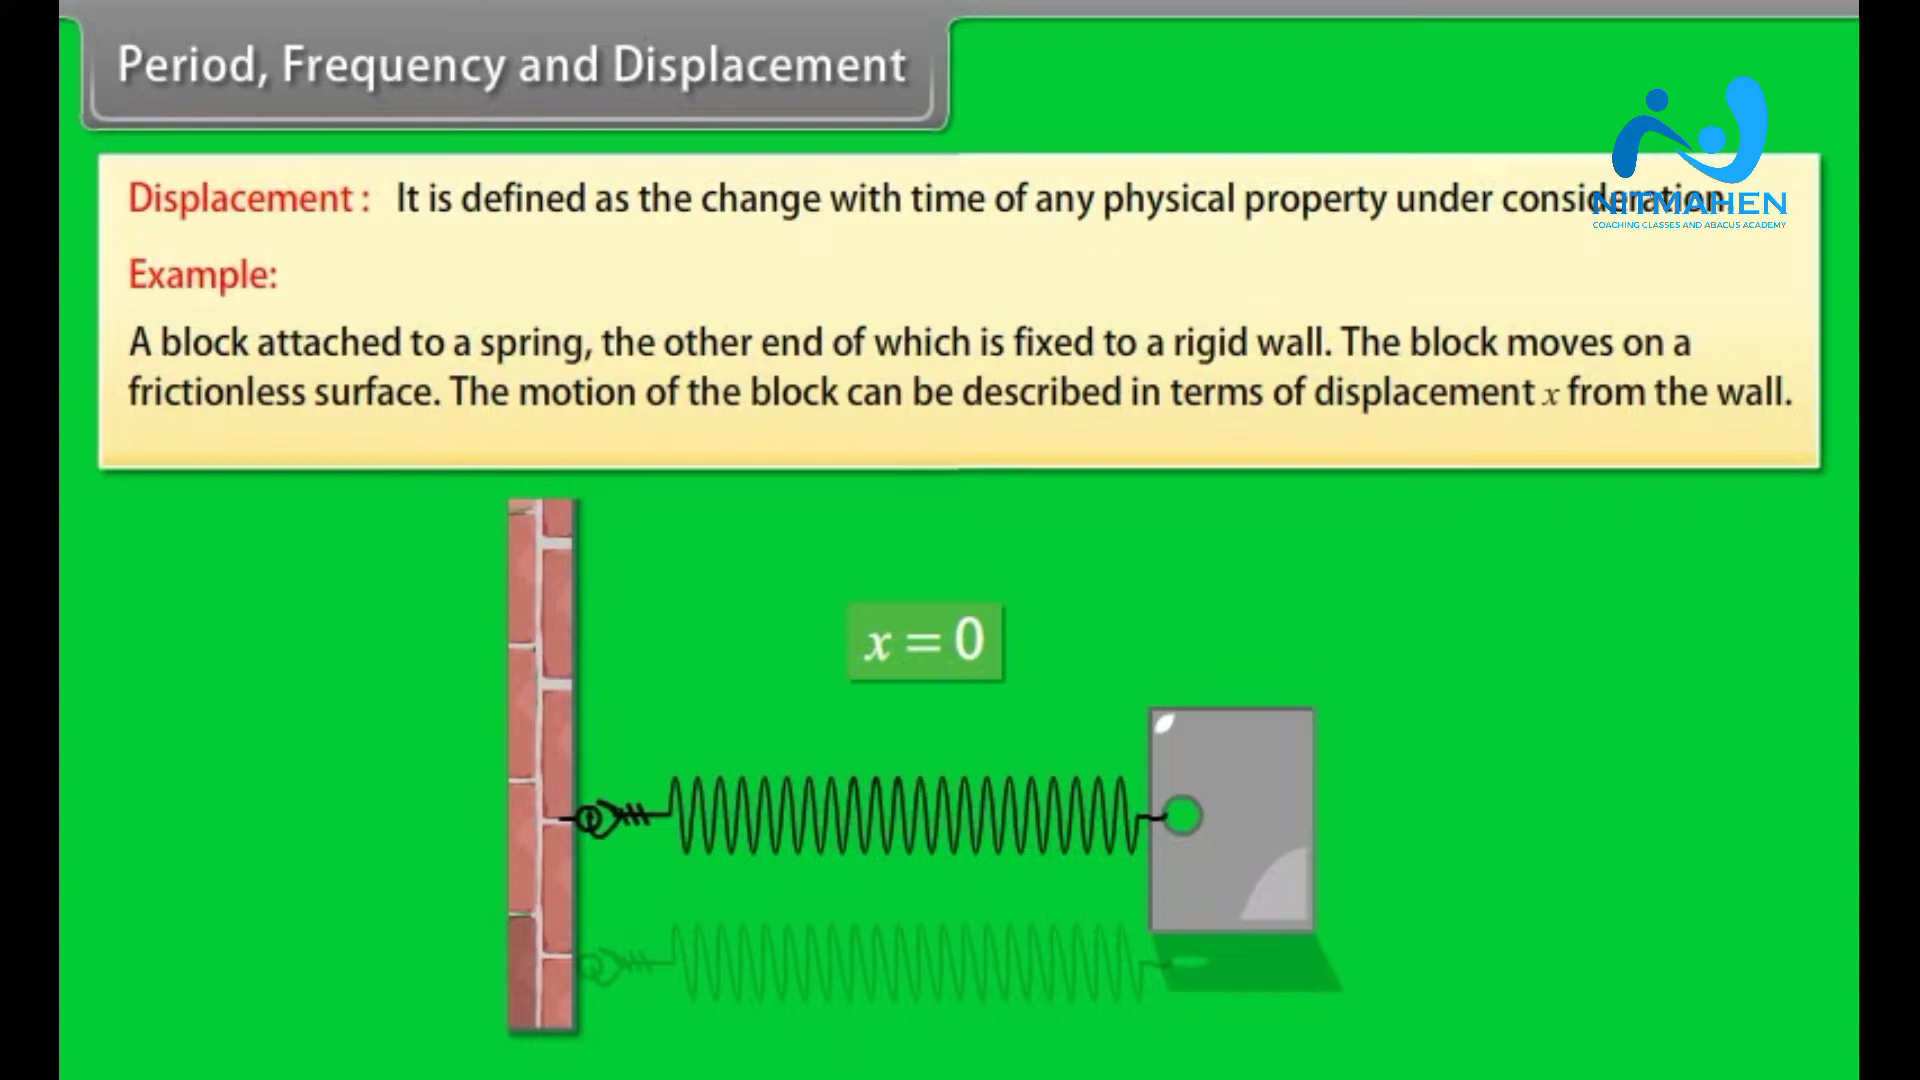 Period, Frequency and Displacement
Displacement : It is defined as the change with time of any physical property under consideration.
NITMAHEN
COACHING CLASSES AND ABACUS ACADEMY
Example:
A block attached to a spring, the other end of which is fixed to a rigid wall. The block moves on a
frictionless surface. The motion of the block can be described in terms of displacement x from the wall.
x = 0